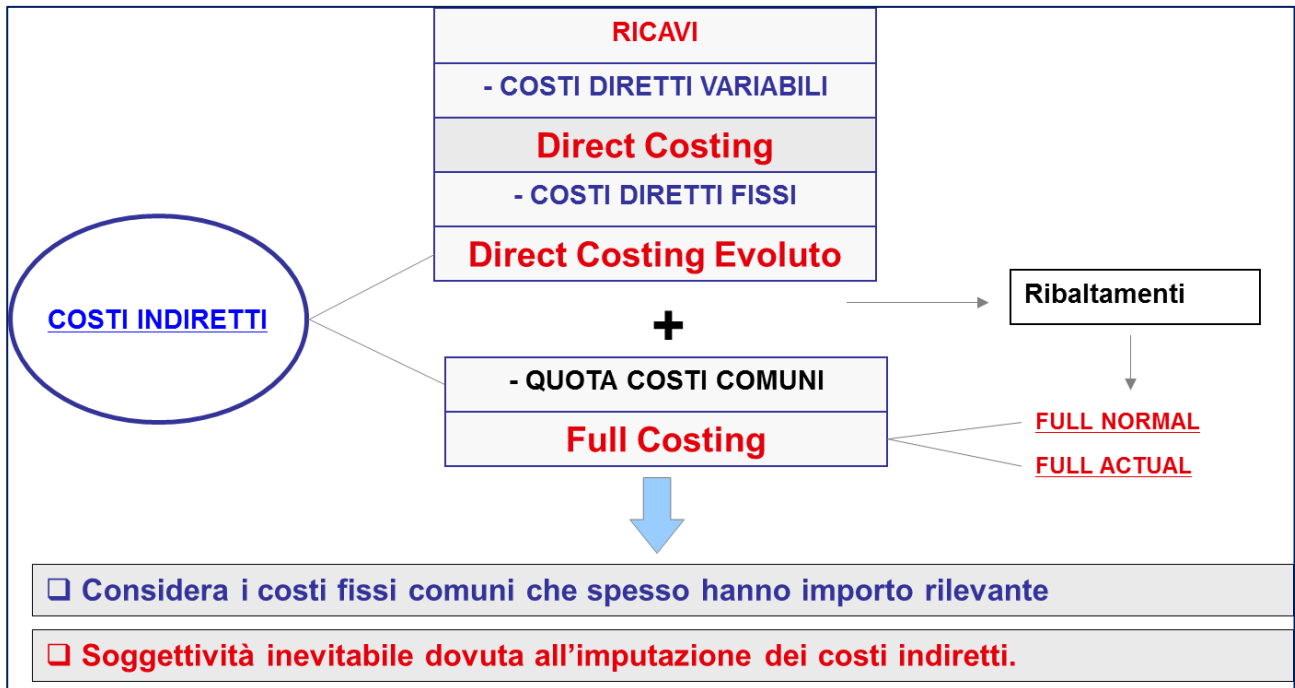 RICAVI
- COSTI DIRETTI VARIABILI
Direct Costing
- COSTI DIRETTI FISSI
Direct Costing Evoluto
COSTI INDIRETTI
+
Ribaltamenti
- QUOTA COSTI COMUNI
Full Costing
FULL NORMAL
FULL ACTUAL
❑ Considera i costi fissi comuni che spesso hanno importo rilevante
❑ Soggettività inevitabile dovuta all’imputazione dei costi indiretti.